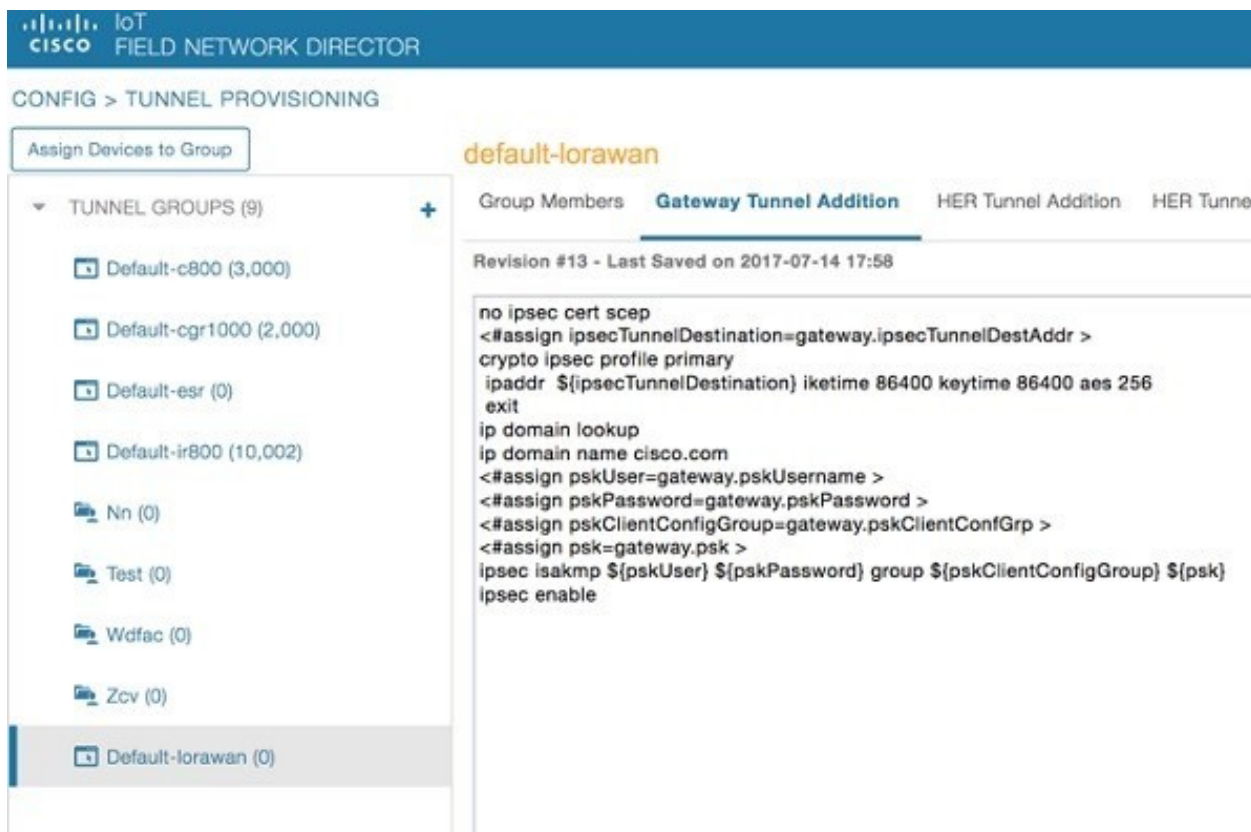 IoT
CISCO FIELD NETWORK DIRECTOR
CONFIG > TUNNEL PROVISIONING
Assign Devices to Group
TUNNEL GROUPS (9)
+
Default-c800 (3,000)
Default-cgr1000 (2,000)
Default-esr (0)
Default-ir800 (10,002)
Nn (0)
Test (0)
Wdfac (0)
Zcv (0)
Default-lorawan (0)
default-lorawan
Group Members Gateway Tunnel Addition HER Tunnel Addition HER Tunne
Revision #13 - Last Saved on 2017-07-14 17:58
no ipsec cert scep
<#assign ipsecTunnelDestination=gateway.ipsecTunnelDestAddr >
crypto ipsec profile primary
ipaddr ${ipsecTunnelDestination} iketime 86400 keytime 86400 aes 256
exit
ip domain lookup
ip domain name cisco.com
<#assign pskUser=gateway.pskUsername >
<#assign pskPassword=gateway.pskPassword >
<#assign pskClientConfigGroup=gateway.pskClientConfGrp >
<#assign psk=gateway.psk >
ipsec isakmp ${pskUser} ${pskPassword} group ${pskClientConfigGroup} ${psk}
ipsec enable